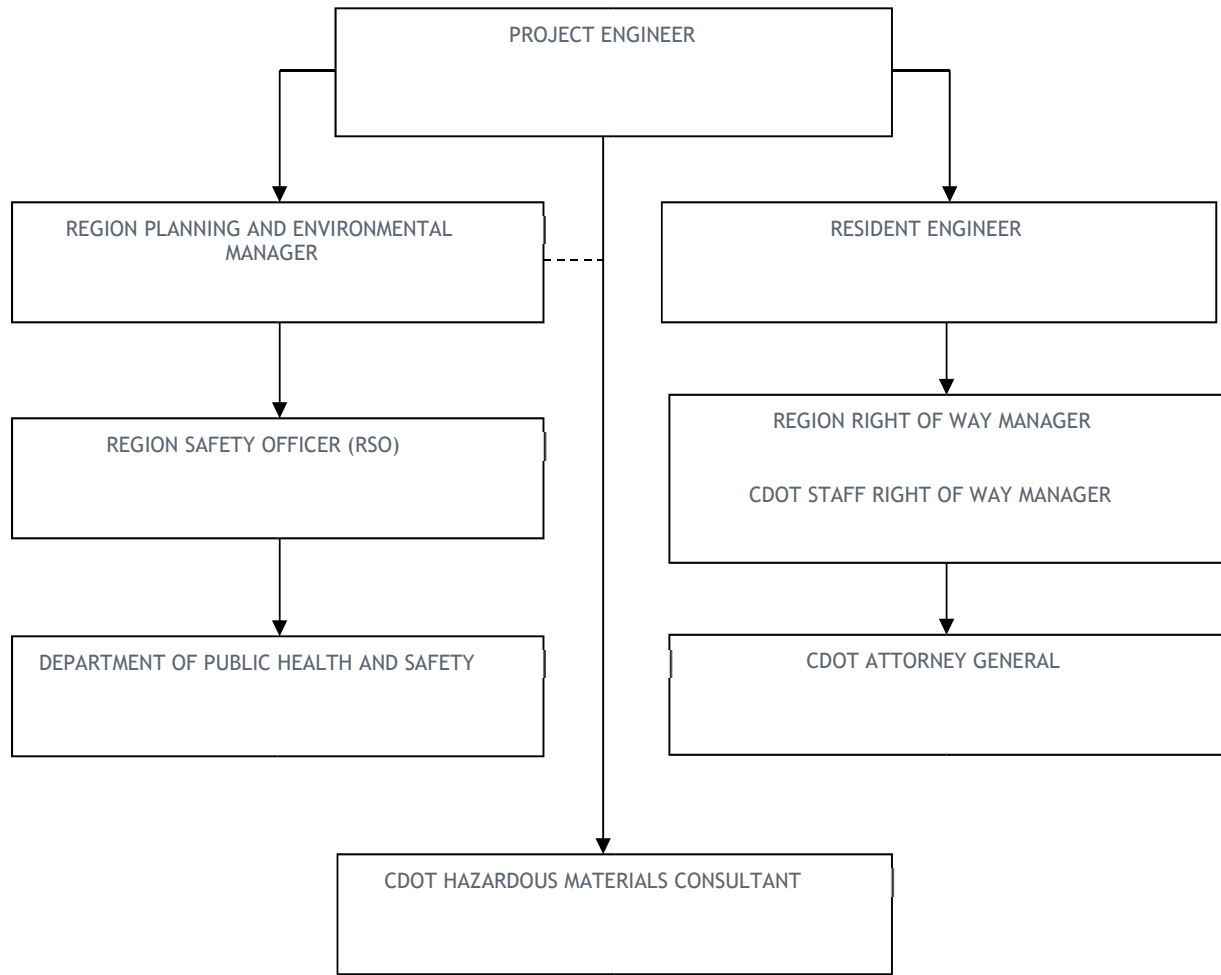 PROJECT ENGINEER
REGION PLANNING AND ENVIRONMENTAL
MANAGER
RESIDENT ENGINEER
REGION SAFETY OFFICER (RSO)
REGION RIGHT OF WAY MANAGER
CDOT STAFF RIGHT OF WAY MANAGER
DEPARTMENT OF PUBLIC HEALTH AND SAFETY
CDOT ATTORNEY GENERAL
CDOT HAZARDOUS MATERIALS CONSULTANT